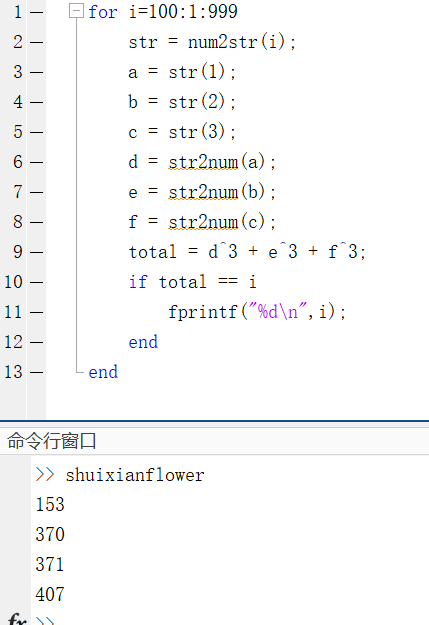 1 — for i=100:1:999
2 — str = num2str(i);
3 — a = str(1);
4 — b = str(2);
5 — c = str(3);
6 — d = str2num(a);
7 — e = str2num(b);
8 — f = str2num(c);
9 — total = d^3 + e^3 + f^3;
10 — if total == i
11 — fprintf("%d\n",i);
12 — end
13 — end
命令行窗口
>> shuixianflower
153
370
371
407
fx >>